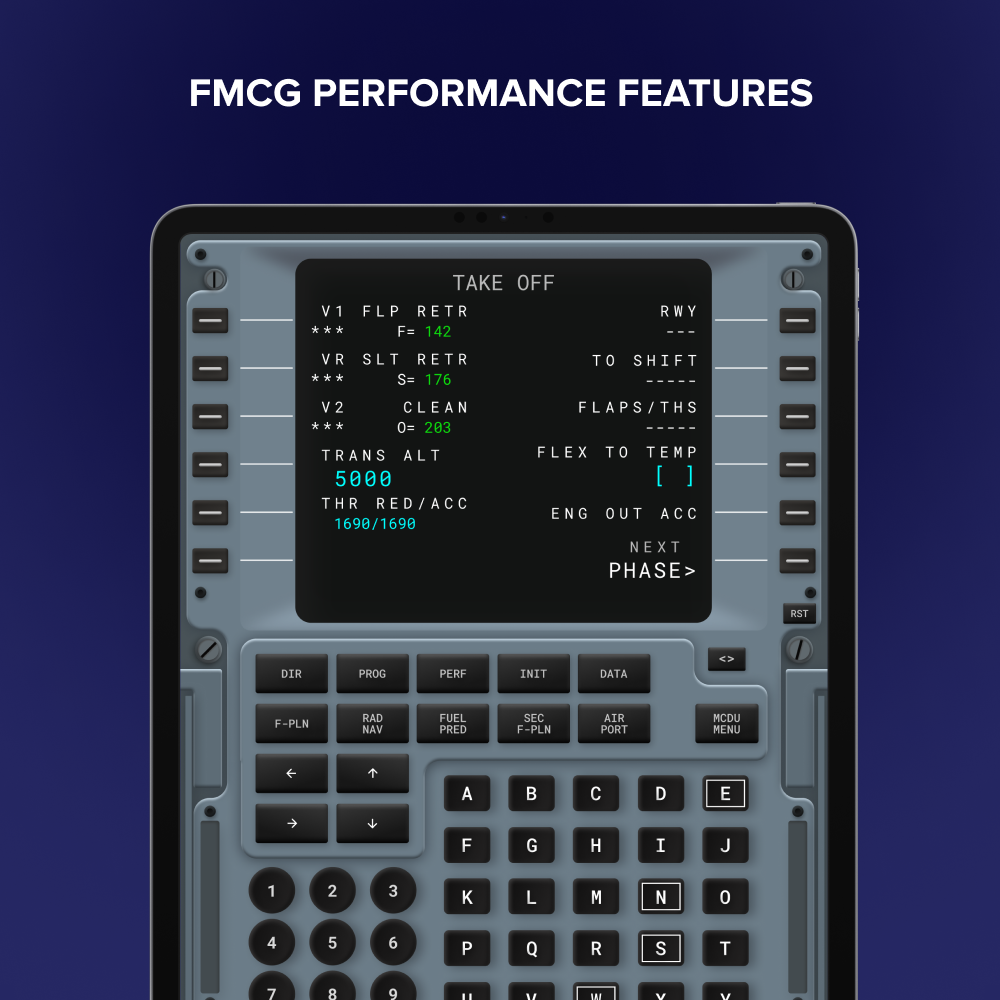 FMCG PERFORMANCE FEATURES
TAKE OFF
V1 FLP RETR RWY
*** F= 142 ---
VR SLT RETR TO SHIFT
*** S= 176 -----
V2 CLEAN FLAPS/THS
*** O= 203 -----
TRANS ALT FLEX TO TEMP
5000 [ ]
THR RED/ACC ENG OUT ACC
1690/1690
NEXT
PHASE>
RST
<>
DIR PROG PERF INIT DATA
F-PLN RAD NAV FUEL PRED SEC F-PLN AIR PORT MCDU MENU
← ↑
→ ↓
A B C D E
F G H I J
1 2 3 K L M N O
4 5 6 P Q R S T
7 8 9 U V W X Y